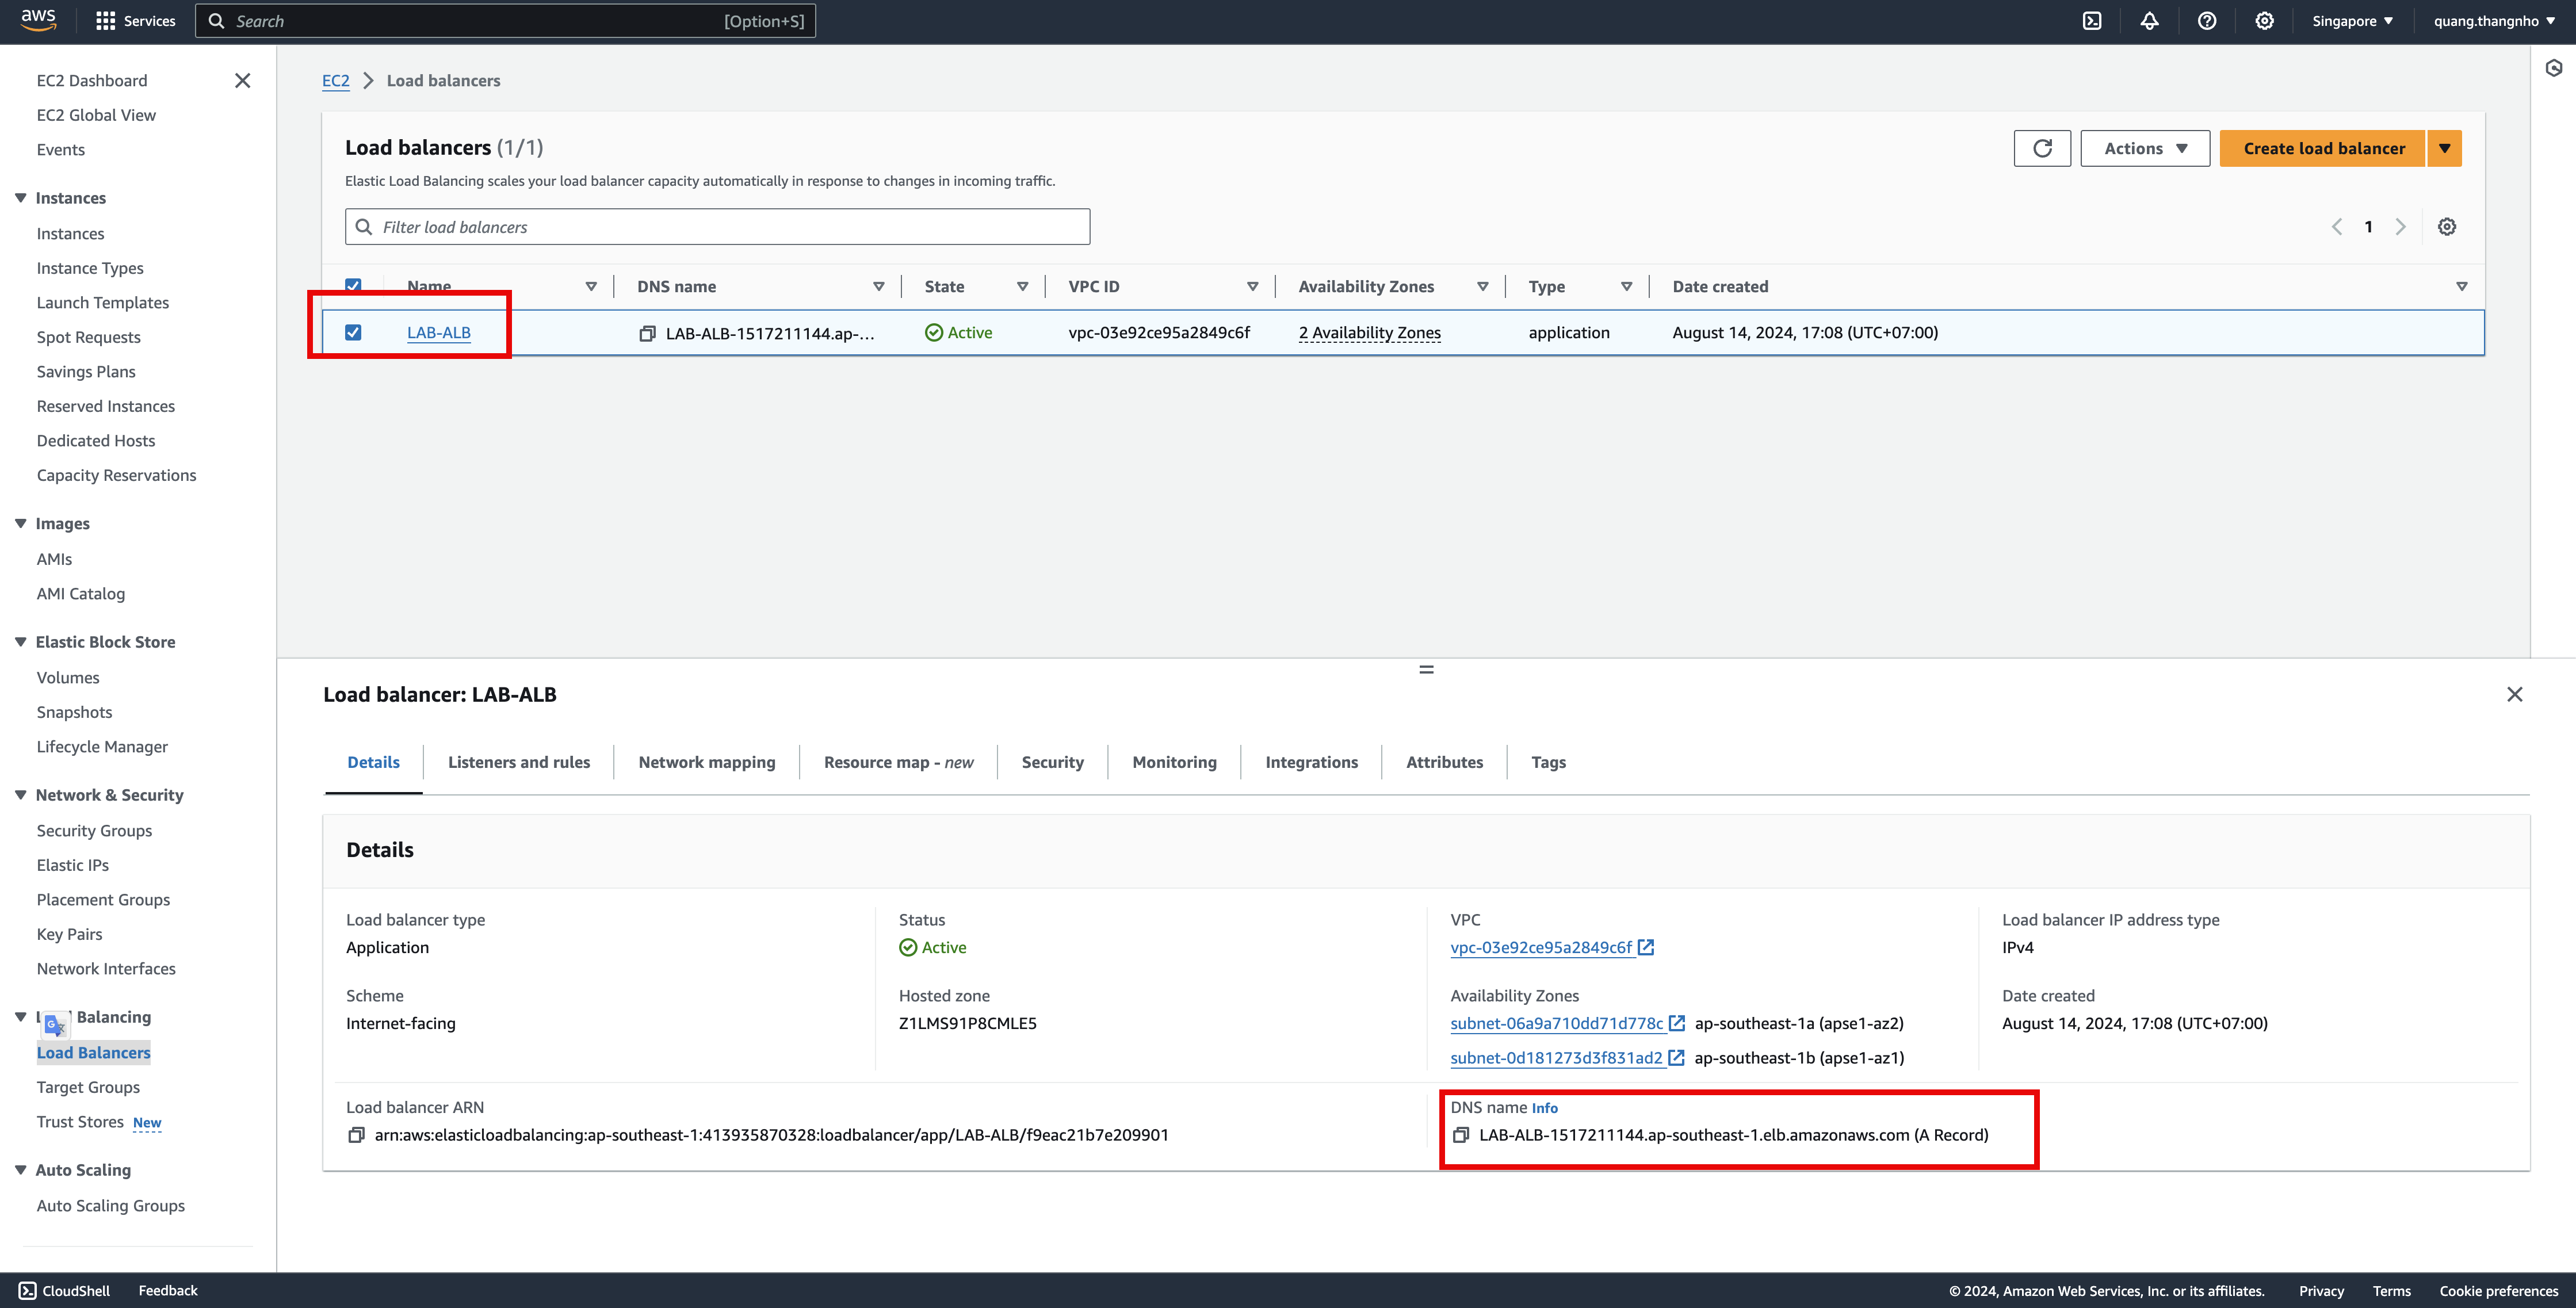 aws
Services
Search
[Option+S]
Singapore
quang.thangnho
EC2 Dashboard
EC2 Global View
Events
Instances
Instances
Instance Types
Launch Templates
Spot Requests
Savings Plans
Reserved Instances
Dedicated Hosts
Capacity Reservations
Images
AMIs
AMI Catalog
Elastic Block Store
Volumes
Snapshots
Lifecycle Manager
Network & Security
Security Groups
Elastic IPs
Placement Groups
Key Pairs
Network Interfaces
Balancing
Load Balancers
Target Groups
Trust Stores New
Auto Scaling
Auto Scaling Groups
EC2 Load balancers
Load balancers (1/1)
Elastic Load Balancing scales your load balancer capacity automatically in response to changes in incoming traffic.
Actions
Create load balancer
Filter load balancers
1
Name DNS name State VPC ID Availability Zones Type Date created
LAB-ALB LAB-ALB-1517211144.ap-... Active vpc-03e92ce95a2849c6f 2 Availability Zones application August 14, 2024, 17:08 (UTC+07:00)
Load balancer: LAB-ALB
Details Listeners and rules Network mapping Resource map - new Security Monitoring Integrations Attributes Tags
Details
Load balancer type
Application
Status
Active
VPC
vpc-03e92ce95a2849c6f
Load balancer IP address type
IPv4
Scheme
Internet-facing
Hosted zone
Z1LMS91P8CMLE5
Availability Zones
subnet-06a9a710dd71d778c ap-southeast-1a (apse1-az2)
subnet-0d181273d3f831ad2 ap-southeast-1b (apse1-az1)
Date created
August 14, 2024, 17:08 (UTC+07:00)
Load balancer ARN
arn:aws:elasticloadbalancing:ap-southeast-1:413935870328:loadbalancer/app/LAB-ALB/f9eac21b7e209901
DNS name Info
LAB-ALB-1517211144.ap-southeast-1.elb.amazonaws.com (A Record)
CloudShell
Feedback
© 2024, Amazon Web Services, Inc. or its affiliates.
Privacy
Terms
Cookie preferences